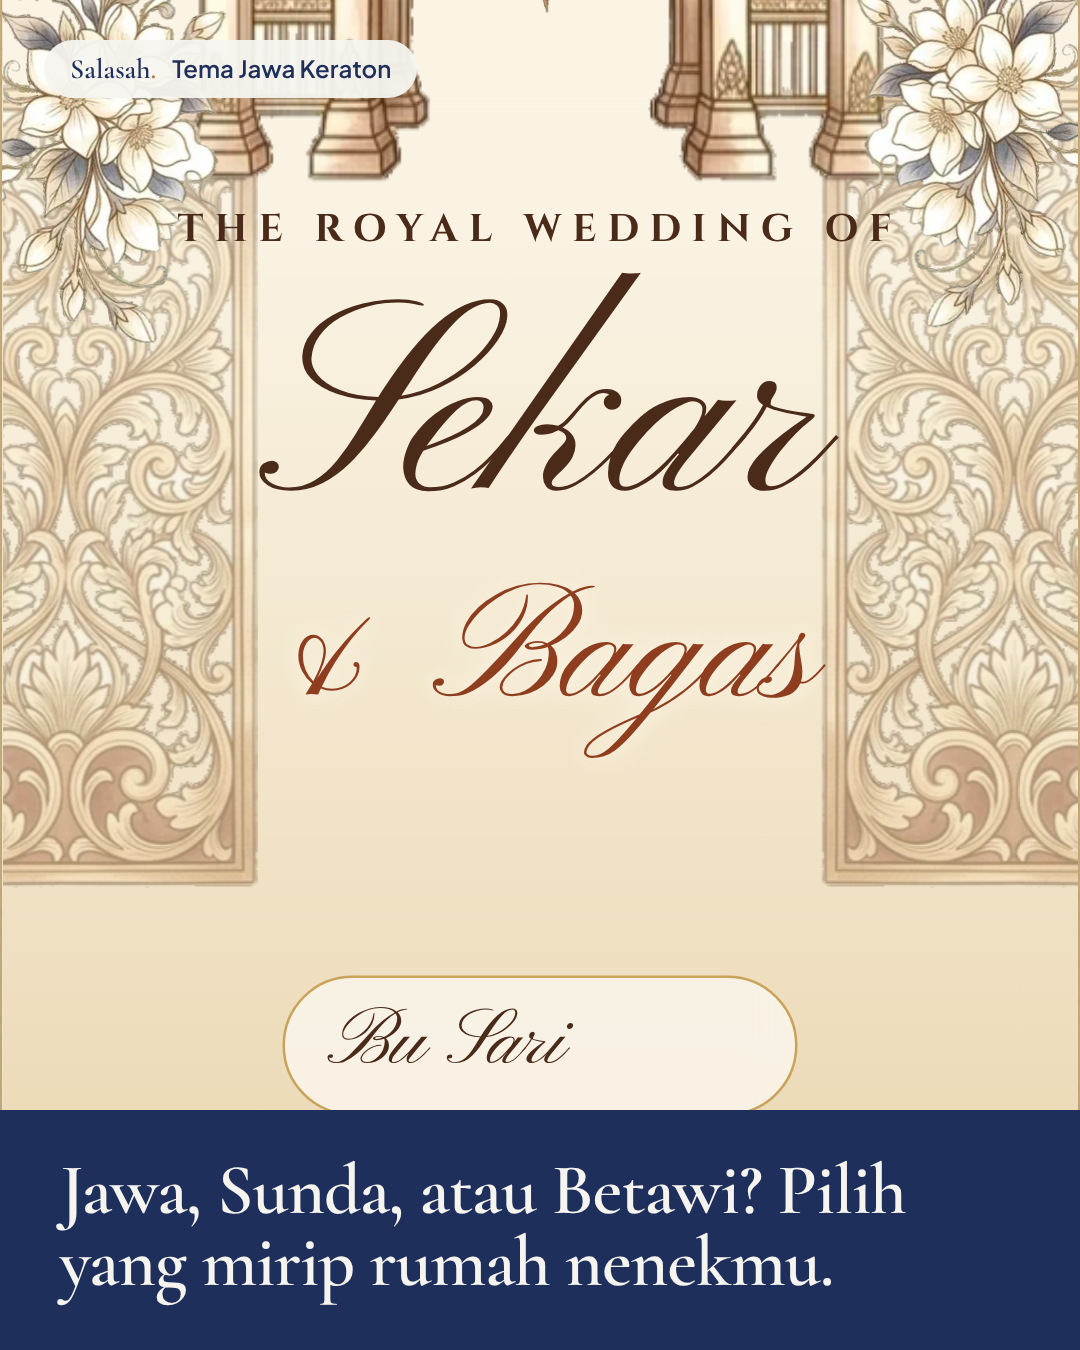 Salasah. Tema Jawa Keraton
THE ROYAL WEDDING OF
Sekar
& Bagas
Bu Sari
Jawa, Sunda, atau Betawi? Pilih
yang mirip rumah nenekmu.